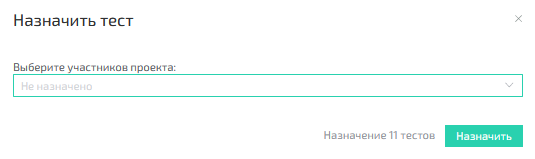 Назначить тест
Выберите участников проекта:
Не назначено
Назначение 11 тестов
Назначить